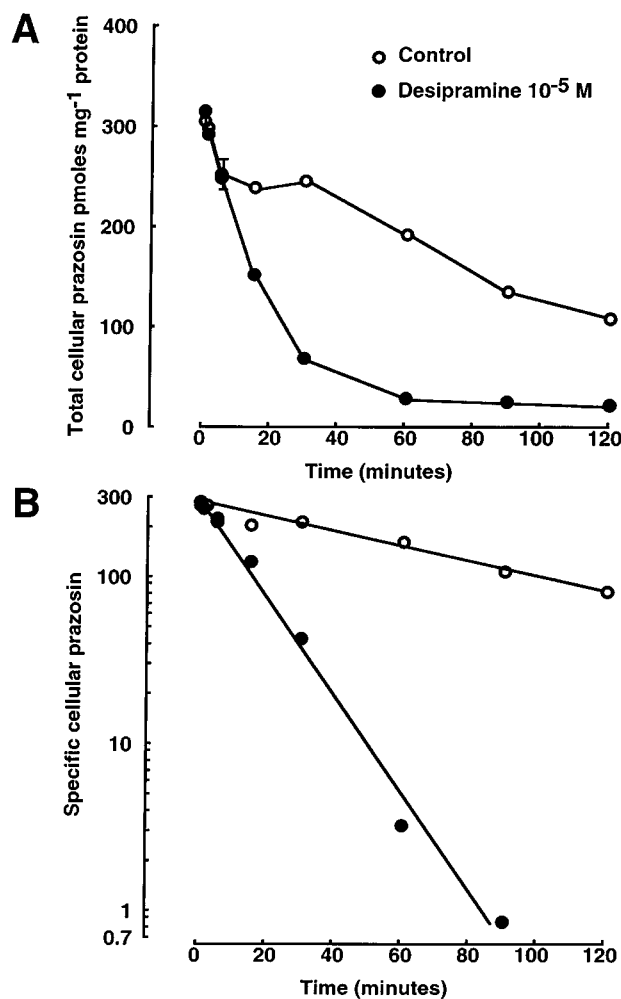 A
Total cellular prazosin pmoles mg-1 protein
400
300
200
100
0
Control
Desipramine 10-5 M
0 20 40 60 80 100 120
Time (minutes)
B
Specific cellular prazosin
300
100
10
1
0.7
0 20 40 60 80 100 120
Time (minutes)